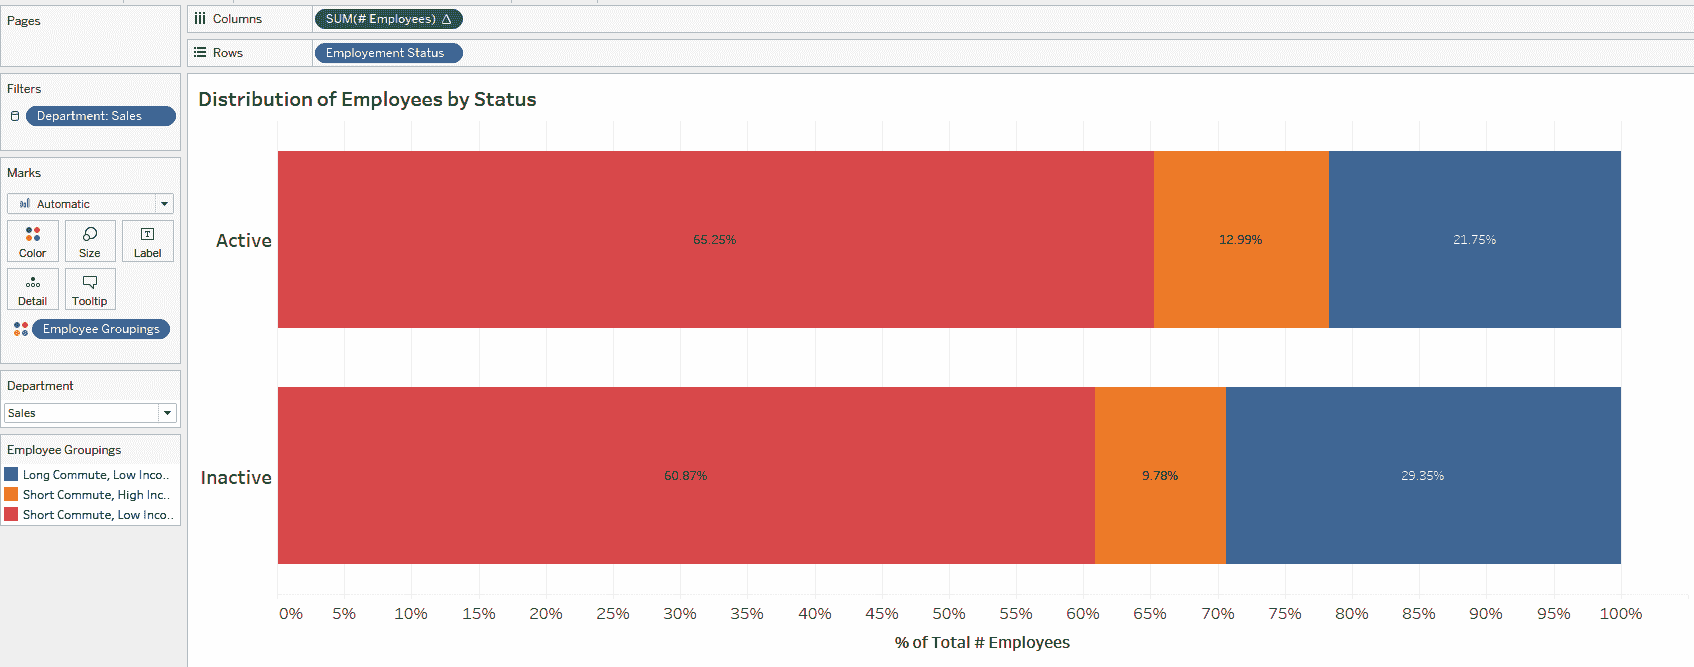 Pages
Columns
SUM(# Employees) △
Rows
Employement Status
Filters
Department: Sales
Marks
Automatic
Color
Size
Label
Detail
Tooltip
Employee Groupings
Department
Sales
Employee Groupings
Long Commute, Low Inco..
Short Commute, High Inc..
Short Commute, Low Inco..
Distribution of Employees by Status
Active
65.25%
12.99%
21.75%
Inactive
60.87%
9.78%
29.35%
0% 5% 10% 15% 20% 25% 30% 35% 40% 45% 50% 55% 60% 65% 70% 75% 80% 85% 90% 95% 100%
% of Total # Employees